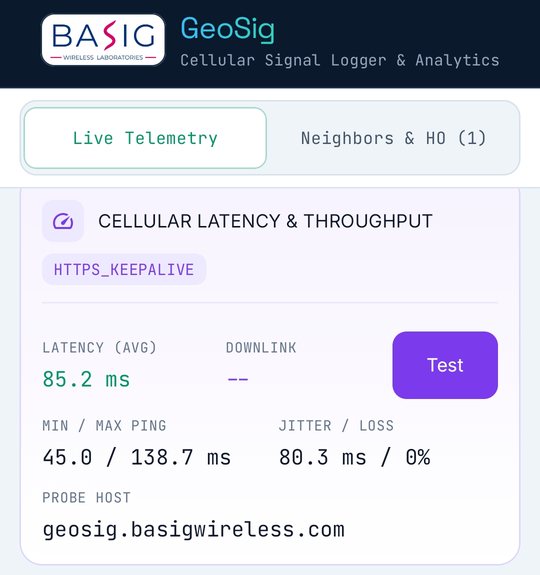 BASIG
WIRELESS LABORATORIES
GeoSig
Cellular Signal Logger & Analytics
Live Telemetry
Neighbors & HO (1)
CELLULAR LATENCY & THROUGHPUT
HTTPS_KEEPALIVE
LATENCY (AVG)
DOWNLINK
85.2 ms
--
Test
MIN / MAX PING
JITTER / LOSS
45.0 / 138.7 ms
80.3 ms / 0%
PROBE HOST
geosig.basigwireless.com